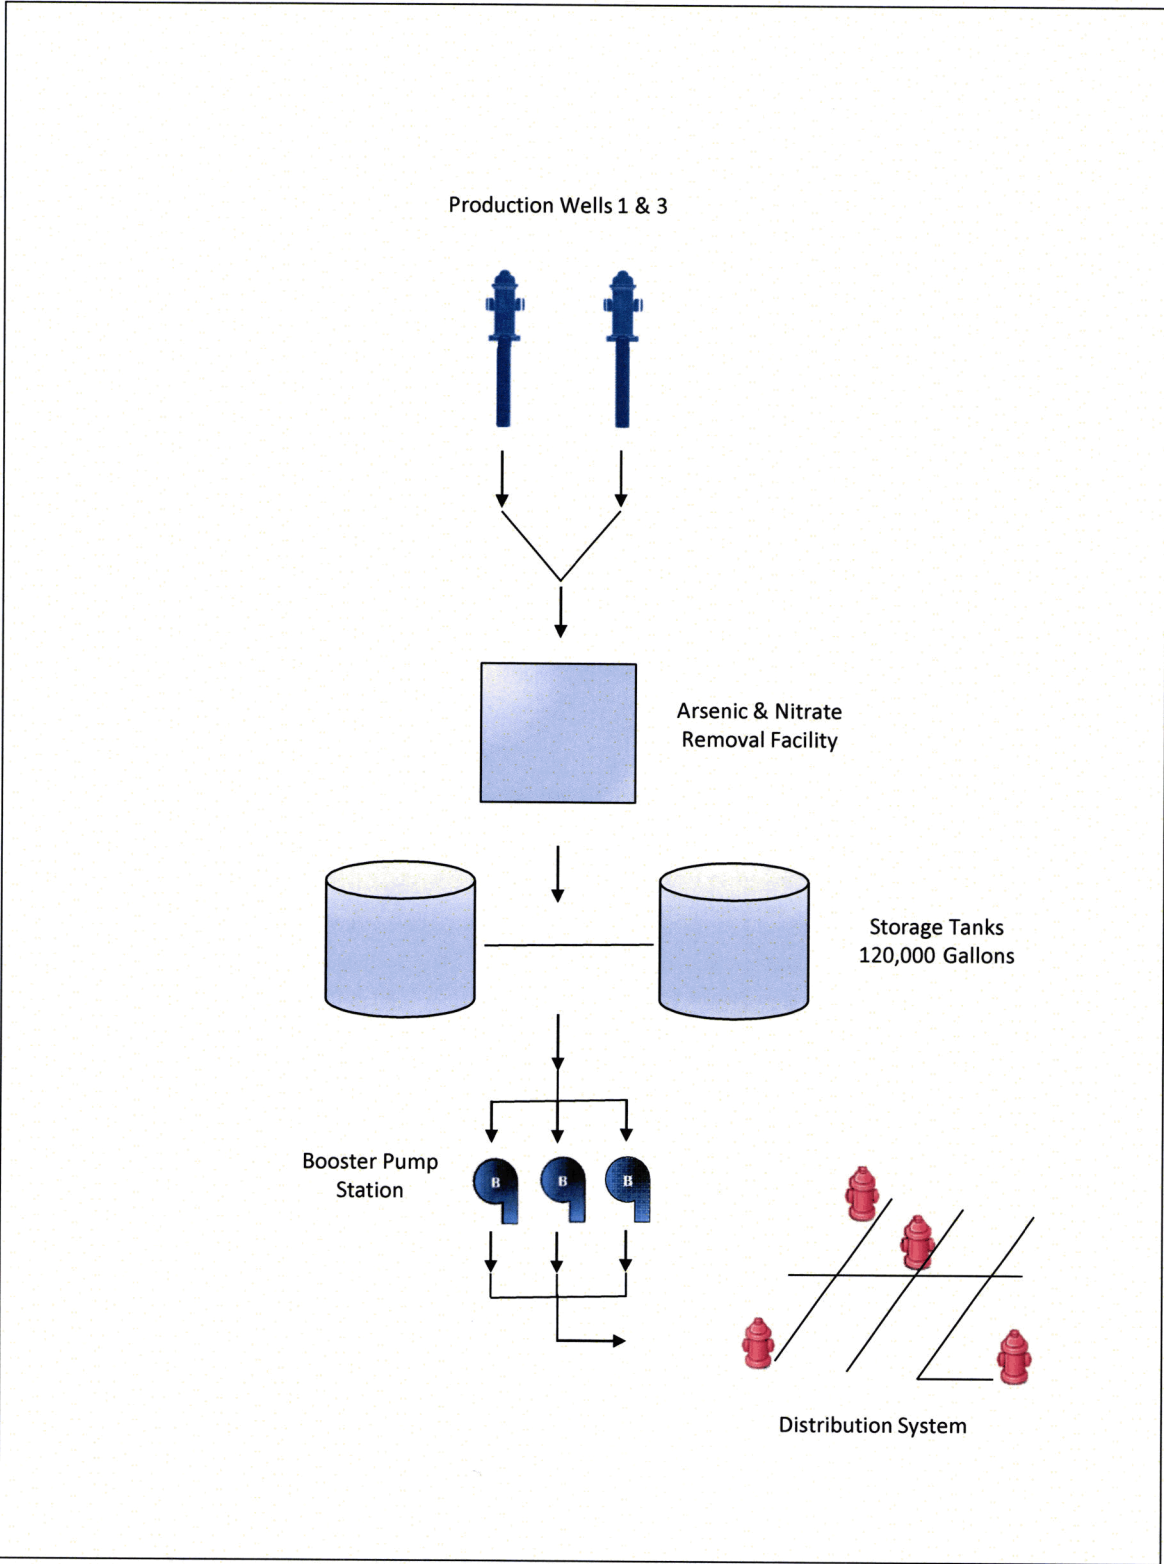 Production Wells 1 & 3
Arsenic & Nitrate
Removal Facility
Storage Tanks
120,000 Gallons
Booster Pump
Station
B
B
B
Distribution System